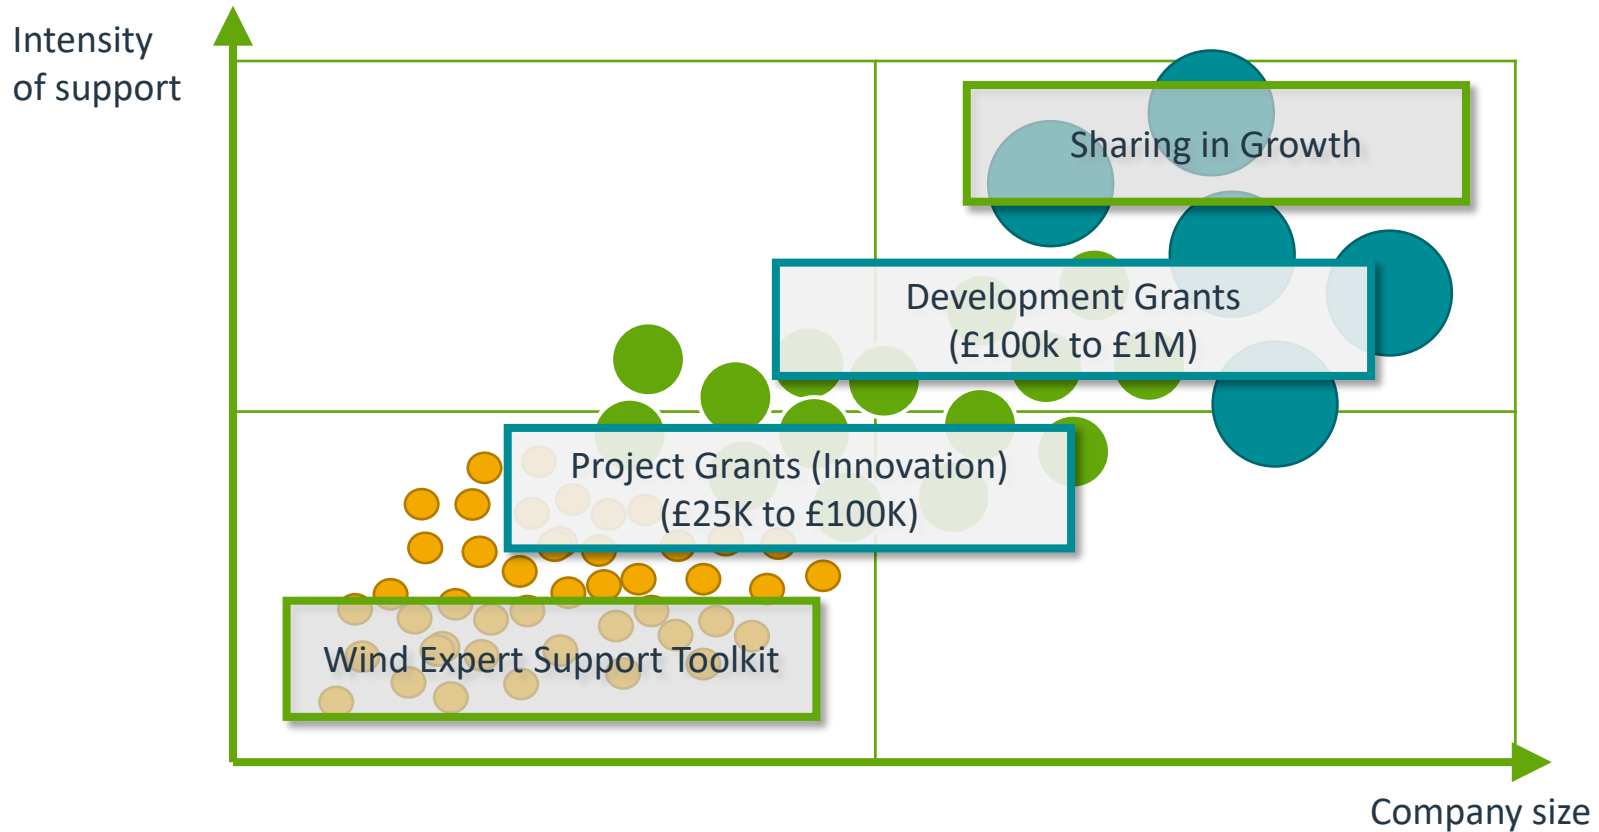 Intensity
of support
Sharing in Growth
Development Grants
(£100k to £1M)
Project Grants (Innovation)
(£25K to £100K)
Wind Expert Support Toolkit
Company size